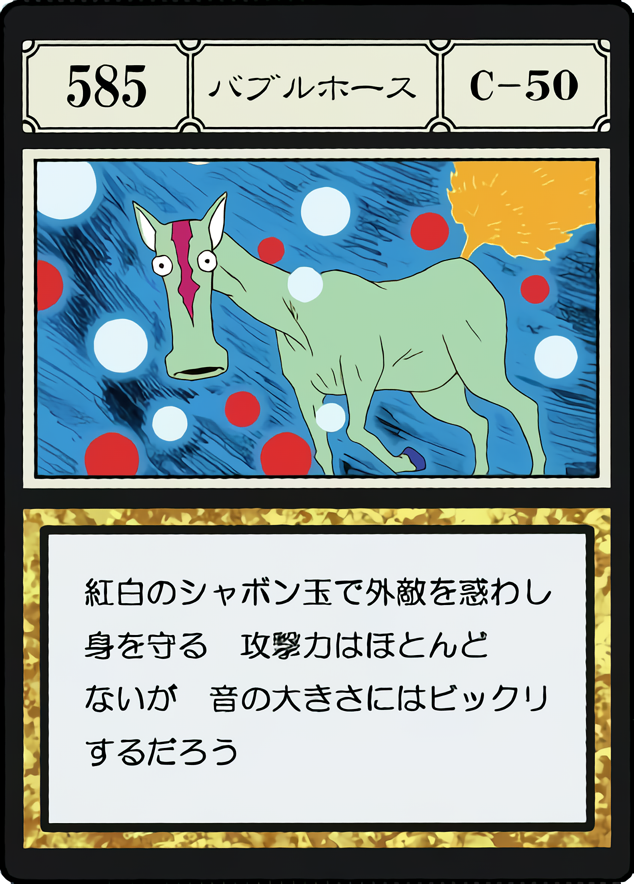 585
バブルホース
C-50
紅白のシャボン玉で外敵を惑わし
身を守る　攻撃力はほとんど
ないが　音の大きさにはビックリ
するだろう